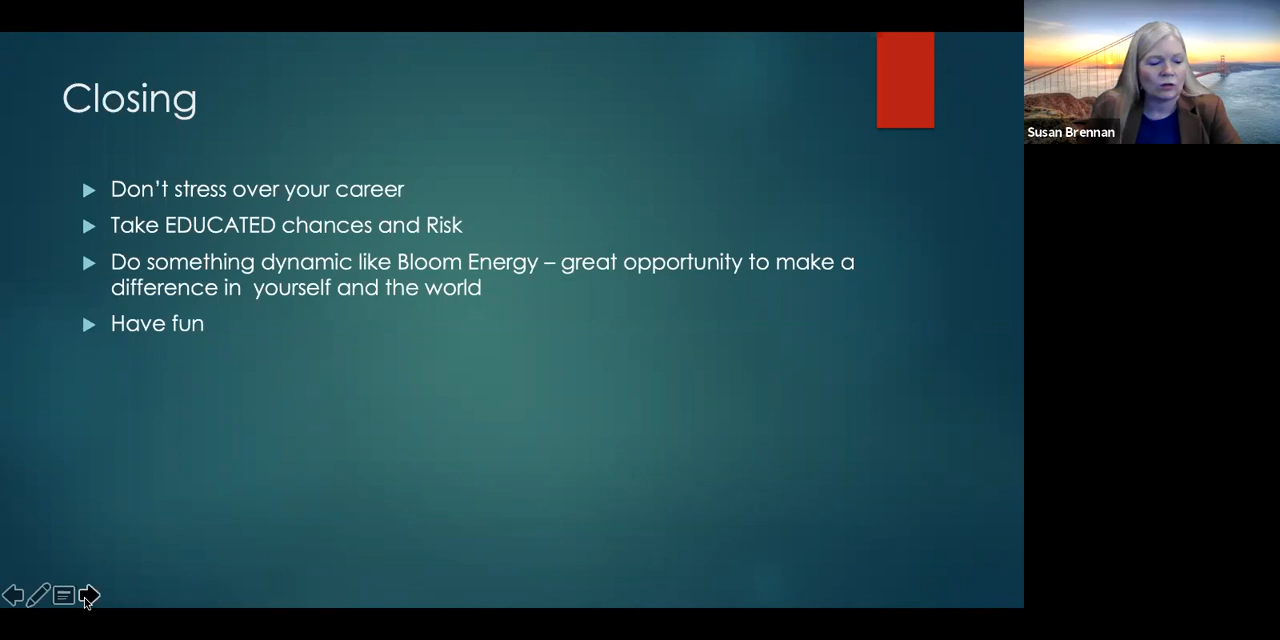 Closing
Don’t stress over your career
Take EDUCATED chances and Risk
Do something dynamic like Bloom Energy – great opportunity to make a
difference in  yourself and the world
Have fun
Susan Brennan